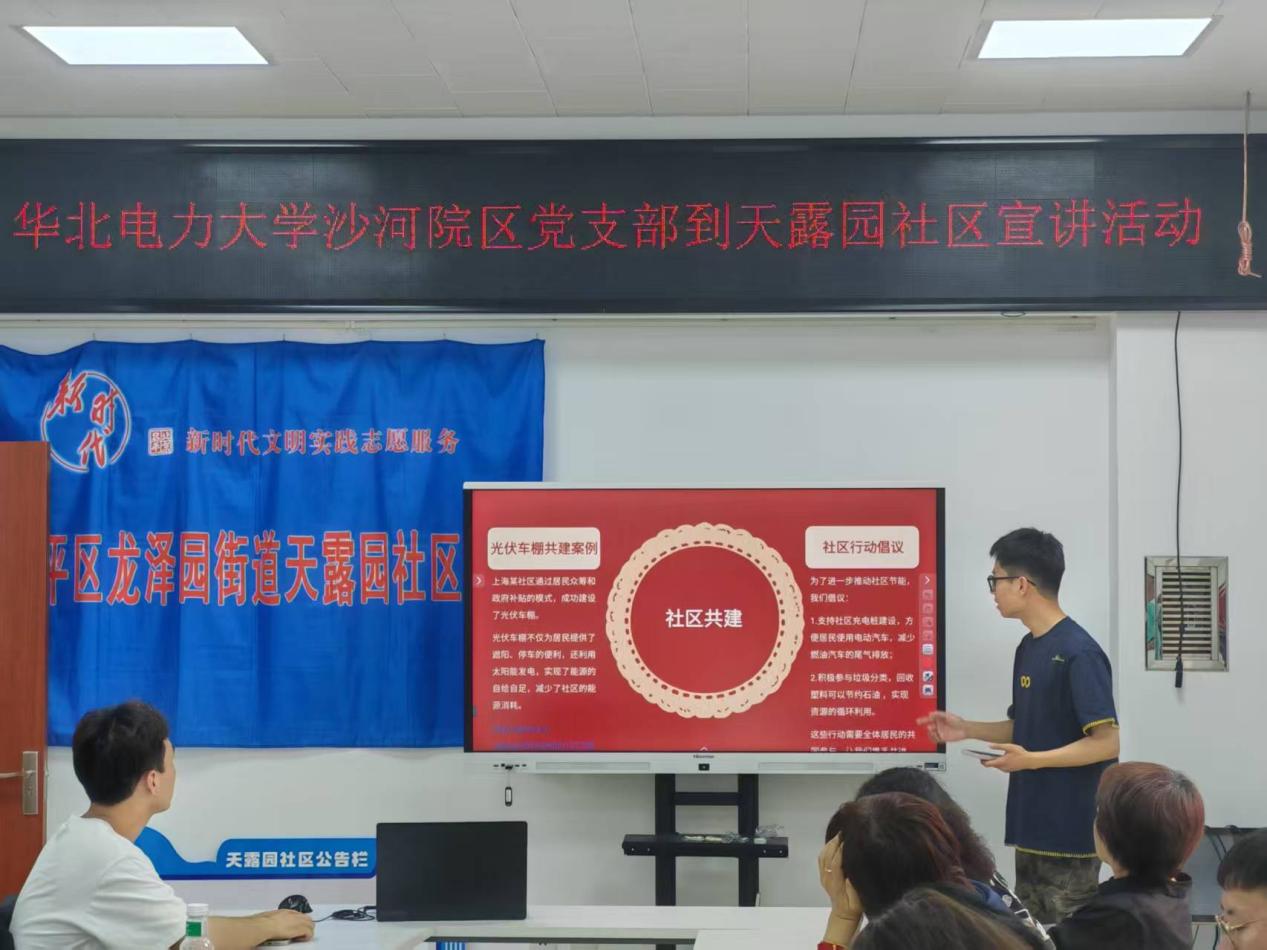 华北电力大学沙河院区党支部到天露园社区宣讲活动
新时代
新时代文明实践志愿服务
平区龙泽园街道天露园社区
光伏车棚共建案例
上海某社区通过居民众筹和
政府补贴的模式，成功建设
了光伏车棚。
光伏车棚不仅为居民提供了
遮阳、停车的便利，还利用
太阳能发电，实现了能源的
自给自足，减少了社区的能
源消耗。
社区共建
社区行动倡议
为了进一步推动社区节能，
我们倡议：
1.支持社区充电桩建设，方
便居民使用电动汽车，减少
燃油汽车的尾气排放；
2.积极参与垃圾分类，回收
塑料可以节约石油，实现
资源的循环利用。
这些行动需要全体居民的共
Hisense
天露园社区公告栏